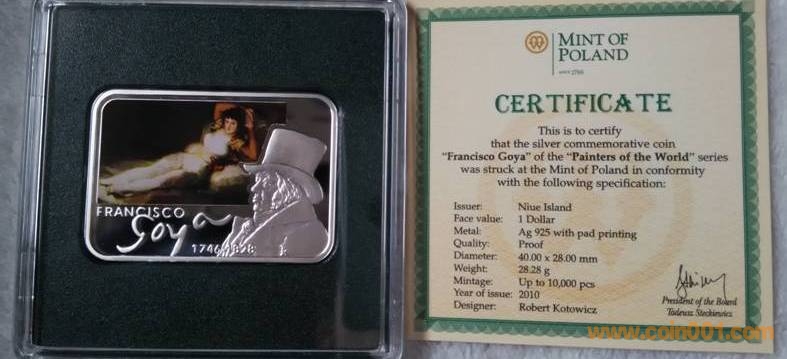 FRANCISCO
Goya
1746-1828
MINT OF
POLAND
SINCE 1766
CERTIFICATE
This is to certify
that the silver commemorative coin
"Francisco Goya" of the "Painters of the World" series
was struck at the Mint of Poland in conformity
with the following specification:
Issuer: Niue Island
Face value: 1 Dollar
Metal: Ag 925 with pad printing
Quality: Proof
Diameter: 40.00 x 28.00 mm
Weight: 28.28 g
Mintage: Up to 10,000 pcs
Year of issue: 2010
Designer: Robert Kotowicz
President of the Board
Tadeusz Steckiewicz
www.coin001.com